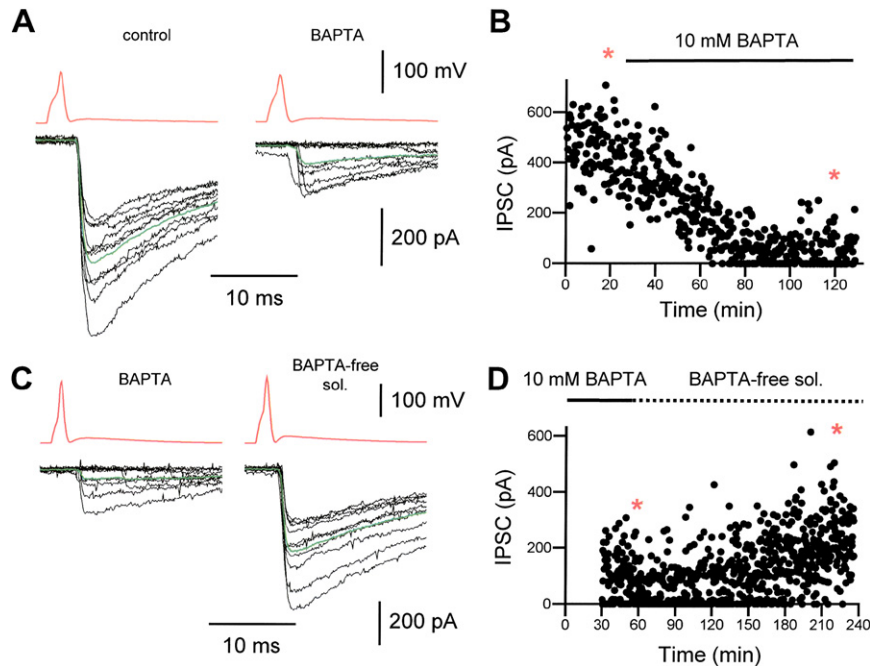 A
control
BAPTA
100 mV
200 pA
10 ms
B
10 mM BAPTA
*
*
IPSC (pA)
600
400
200
0
0 20 40 60 80 100 120
Time (min)
C
BAPTA
BAPTA-free
sol.
100 mV
200 pA
10 ms
D
10 mM BAPTA
BAPTA-free sol.
*
*
IPSC (pA)
600
400
200
0
0 30 60 90 120 150 180 210 240
Time (min)